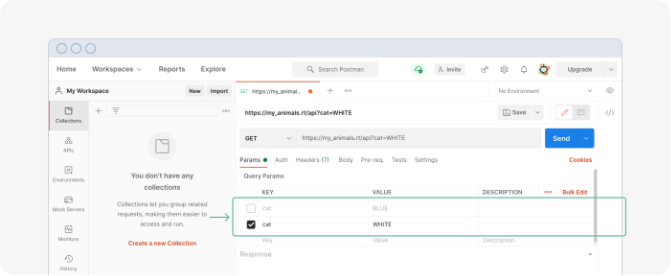 Home Workspaces Reports Explore Search Postman Invite Upgrade
My Workspace New Import GET https://my_animals.rt/... No Environment
Collections
APIs
Environments
Mock Servers
Monitors
History
You don't have any
collections
Collections let you group related
requests, making them easier to
access and run.
Create a new Collection
https://my_animals.rt/api?cat=WHITE Save
GET https://my_animals.rt/api?cat=WHITE Send
Params Auth Headers (7) Body Pre-req. Tests Settings Cookies
Query Params
KEY VALUE DESCRIPTION Bulk Edit
cat BLUE
cat WHITE
Key Value Description
Response